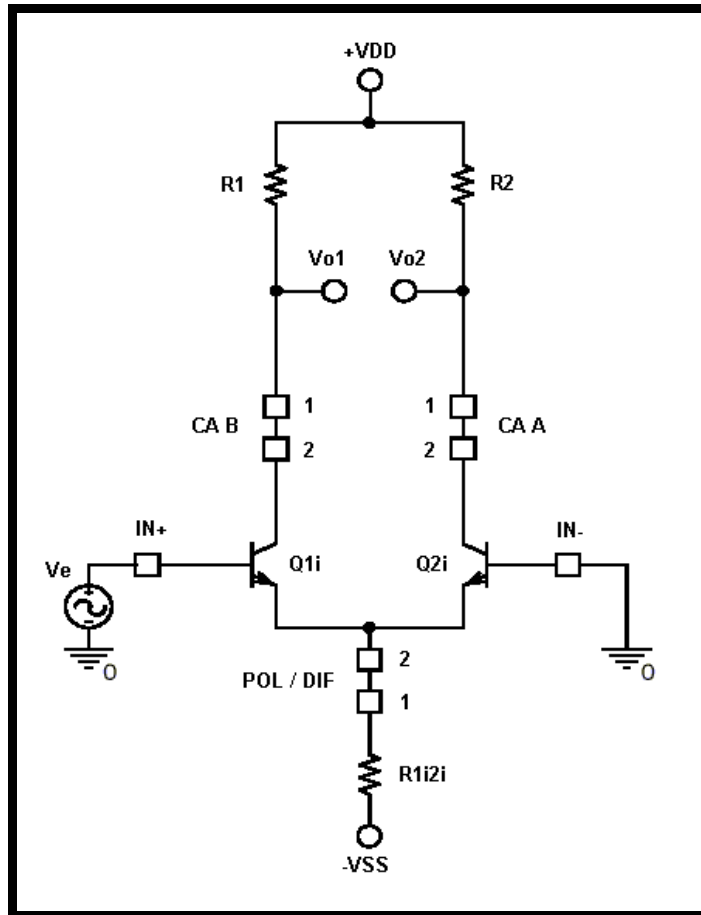 +VDD
R1
R2
Vo1
Vo2
1
1
CA B
CA A
2
2
IN+
IN-
Ve
Q1i
Q2i
0
0
2
POL / DIF
1
R1i2i
-VSS